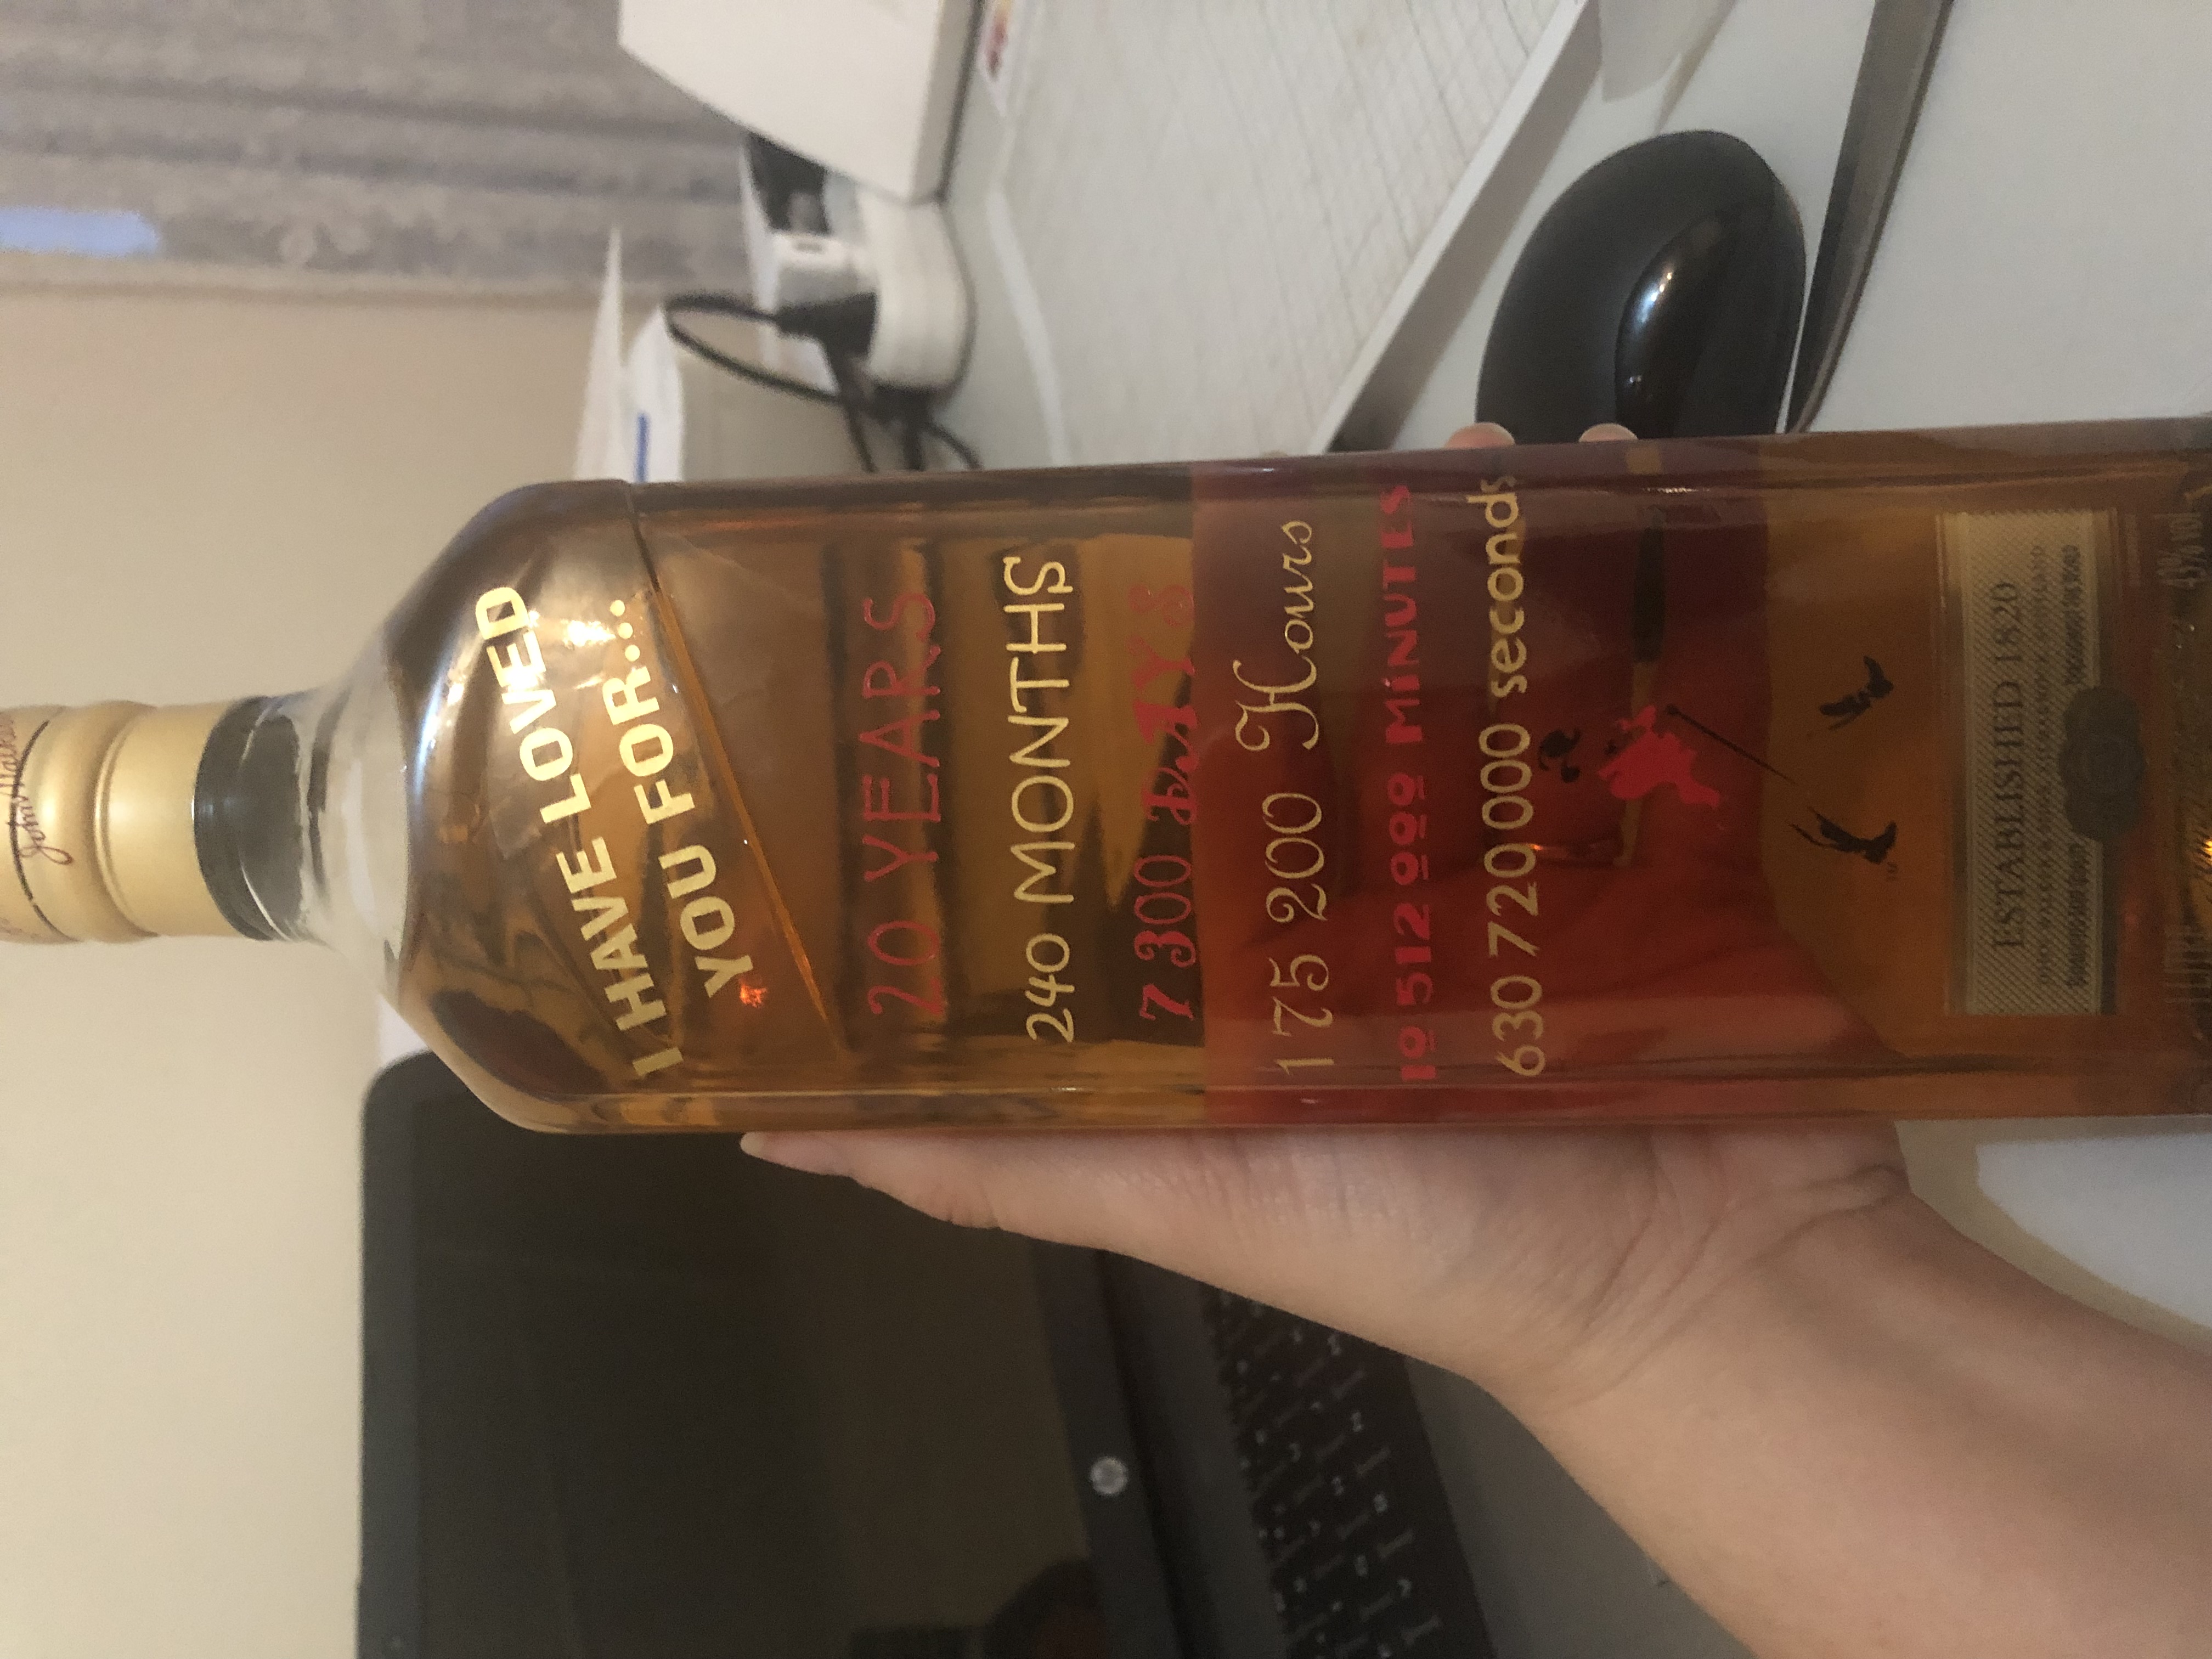 I HAVE LOVED
YOU FOR....
20 YEARS
240 MONTHS
7 300 DAYS
175 200 Hours
10 512 000 MiNUTES
630 720 000 seconds
ESTABLISHED 1820